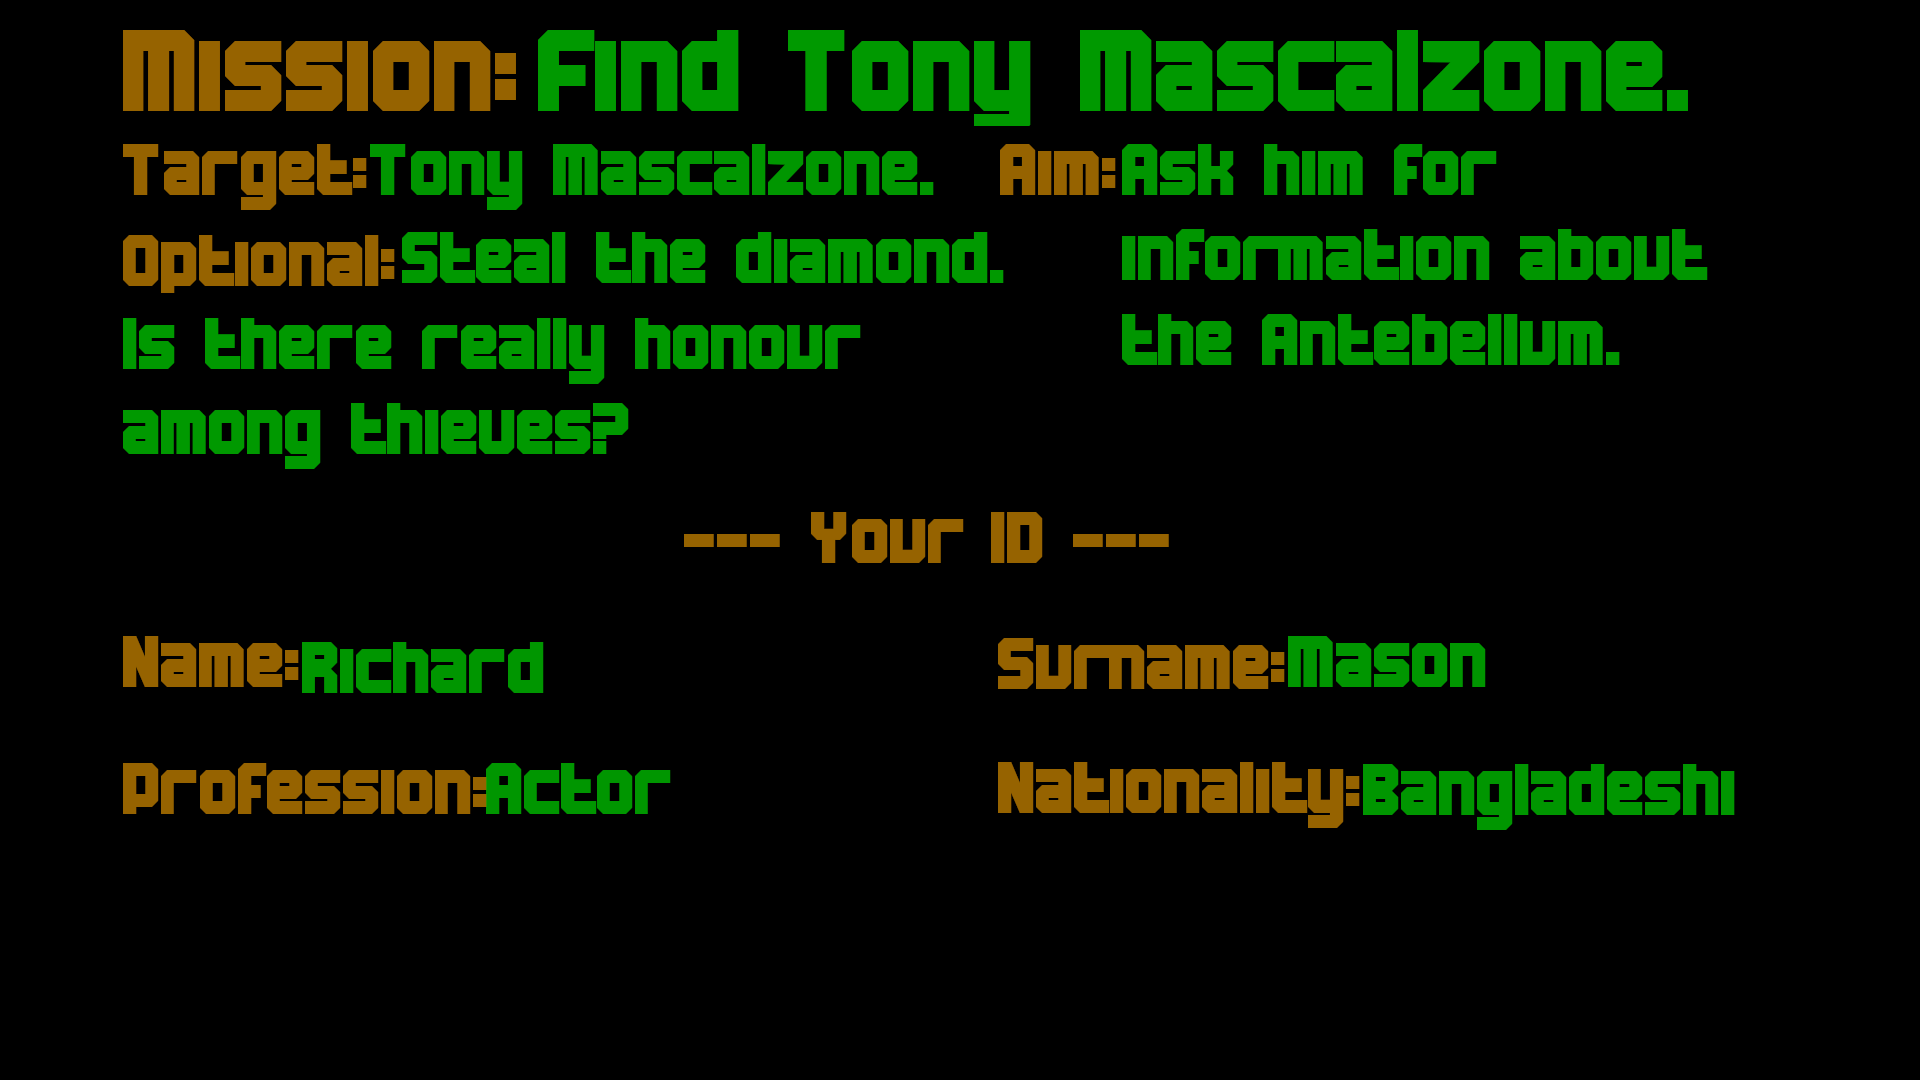 Mission: Find Tony Mascalzone.
Target: Tony Mascalzone.
Optional: Steal the diamond.
Is there really honour
among thieves?
Aim: Ask him for
information about
the Antebellum.
--- Your ID ---
Name: Richard
Surname: Mason
Profession: Actor
Nationality: Bangladeshi